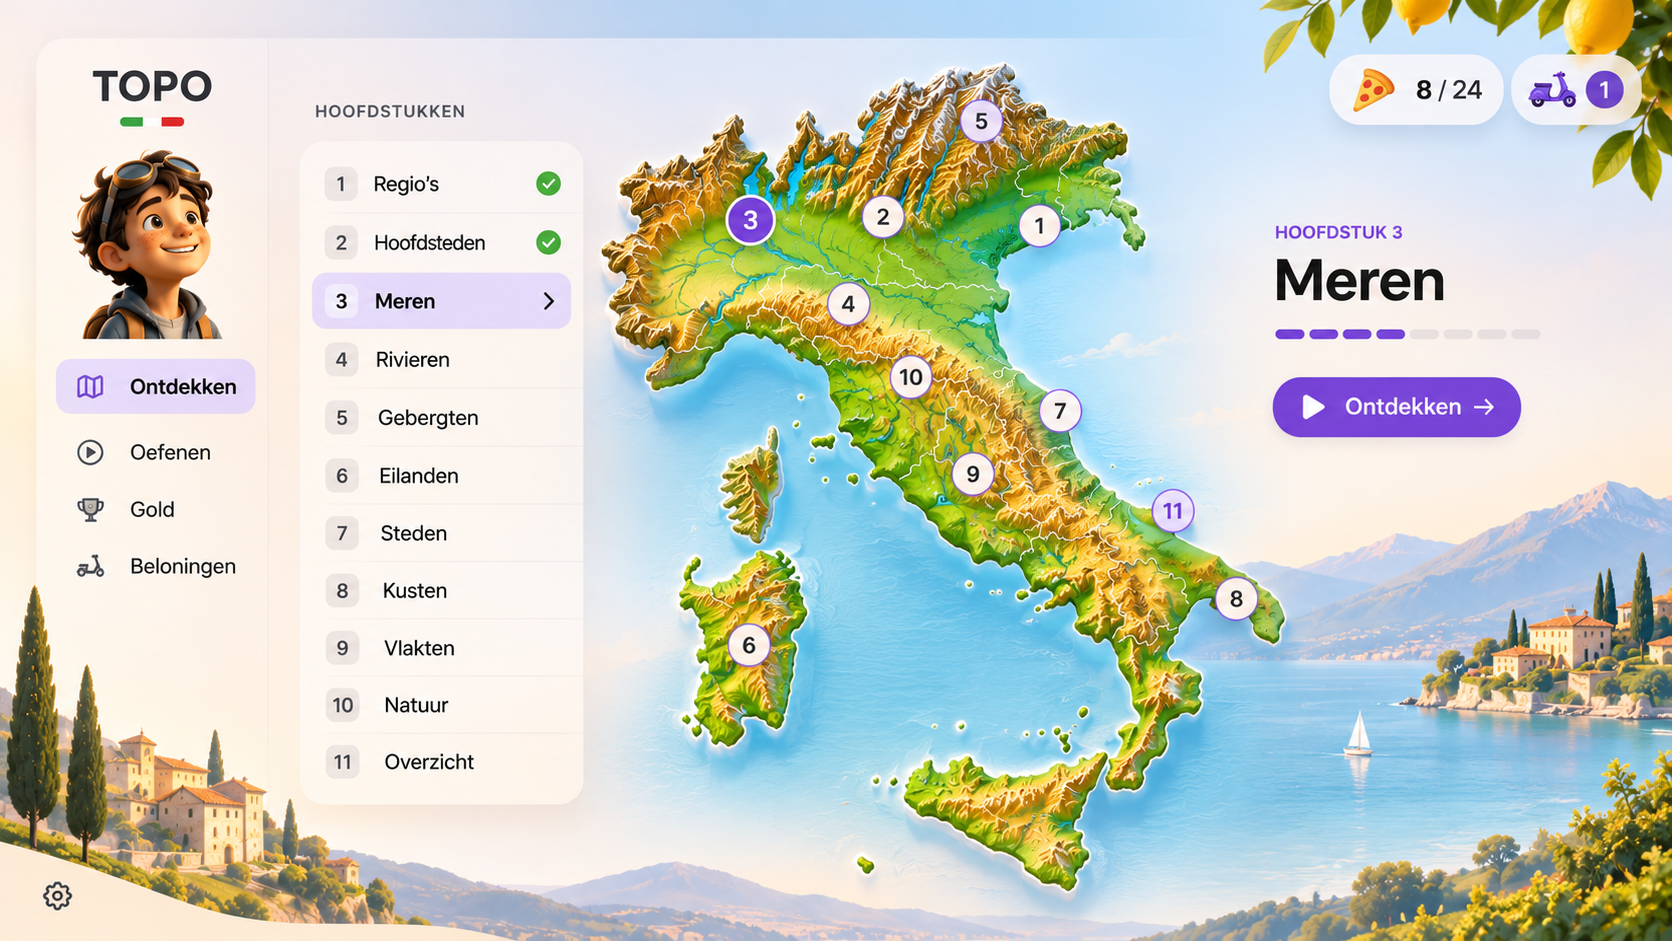 TOPO
Ontdekken
Oefenen
Gold
Beloningen
HOOFDSTUKKEN
1 Regio's
2 Hoofdsteden
3 Meren
4 Rivieren
5 Gebergten
6 Eilanden
7 Steden
8 Kusten
9 Vlakten
10 Natuur
11 Overzicht
5
3
2
1
4
10
7
9
11
8
6
8 / 24
1
HOOFDSTUK 3
Meren
Ontdekken